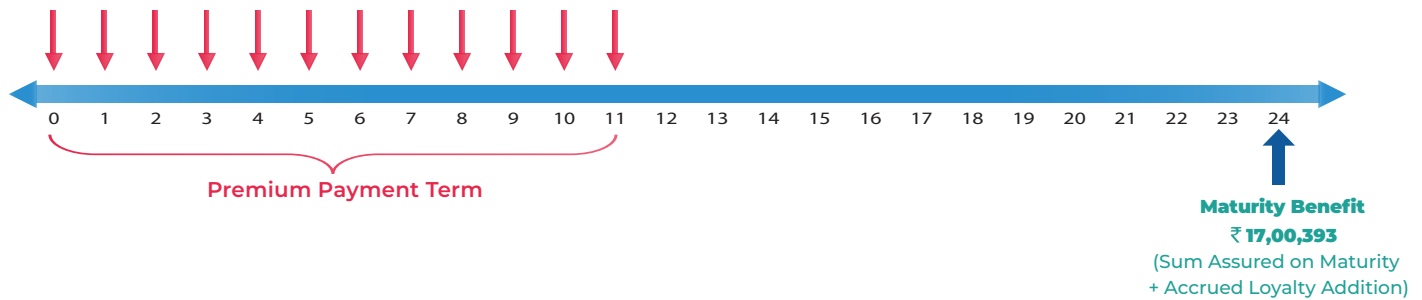 0 1 2 3 4 5 6 7 8 9 10 11 12 13 14 15 16 17 18 19 20 21 22 23 24
Premium Payment Term
Maturity Benefit
₹ 17,00,393
(Sum Assured on Maturity
+ Accrued Loyalty Addition)